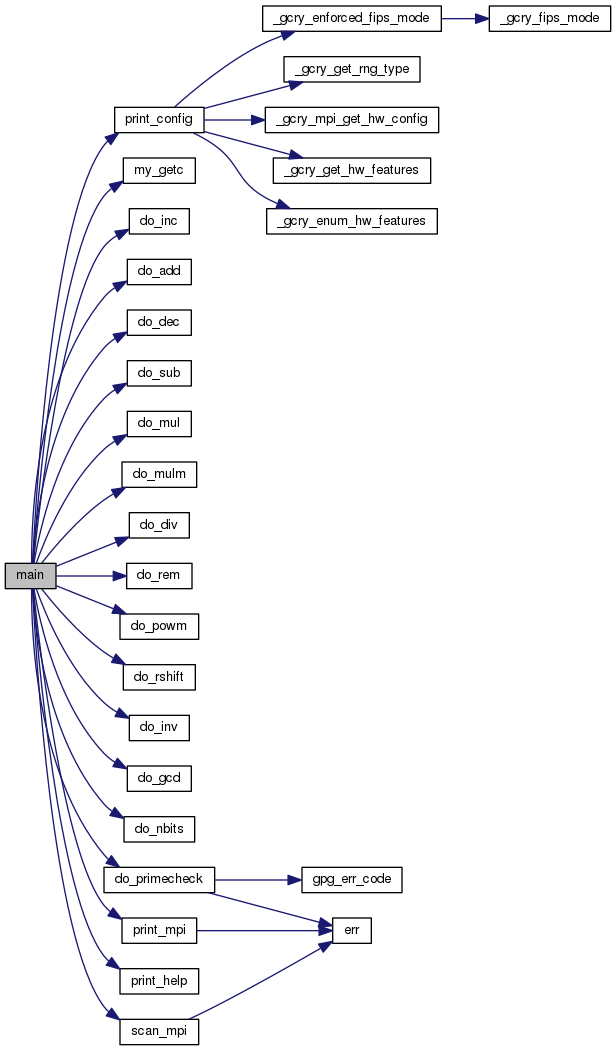 _gcry_enforced_fips_mode
_gcry_fips_mode
_gcry_get_rng_type
print_config
_gcry_mpi_get_hw_config
my_getc
_gcry_get_hw_features
do_inc
_gcry_enum_hw_features
do_add
do_dec
do_sub
do_mul
do_mulm
do_div
main
do_rem
do_powm
do_rshift
do_inv
do_gcd
do_nbits
do_primecheck
gpg_err_code
print_mpi
err
print_help
scan_mpi